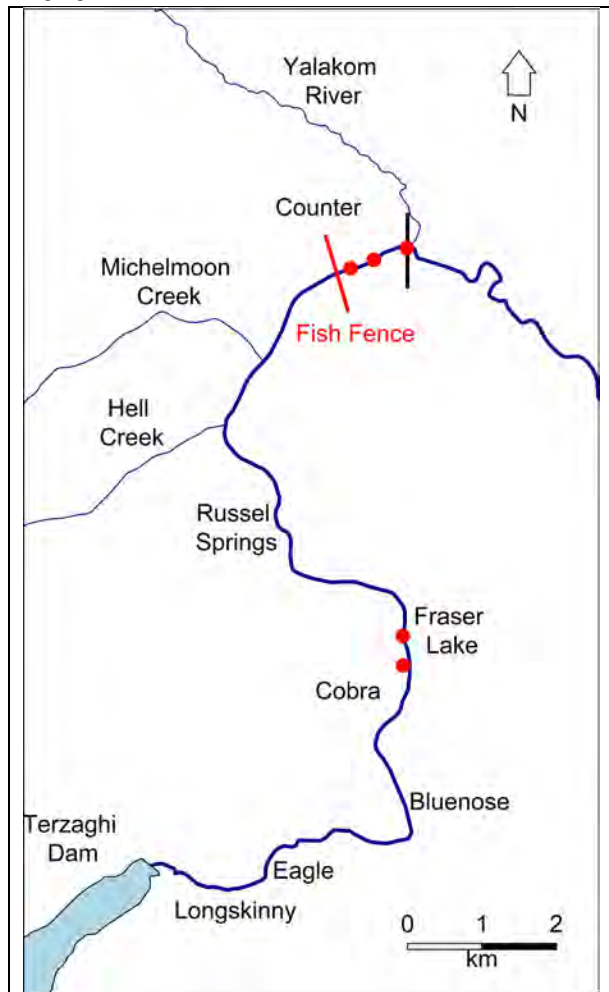 Yalakom
River
N
Counter
Michelmoon
Creek
Fish Fence
Hell
Creek
Russel
Springs
Fraser
Lake
Cobra
Bluenose
Terzaghi
Dam
Eagle
Longskinny
0 1 2
km